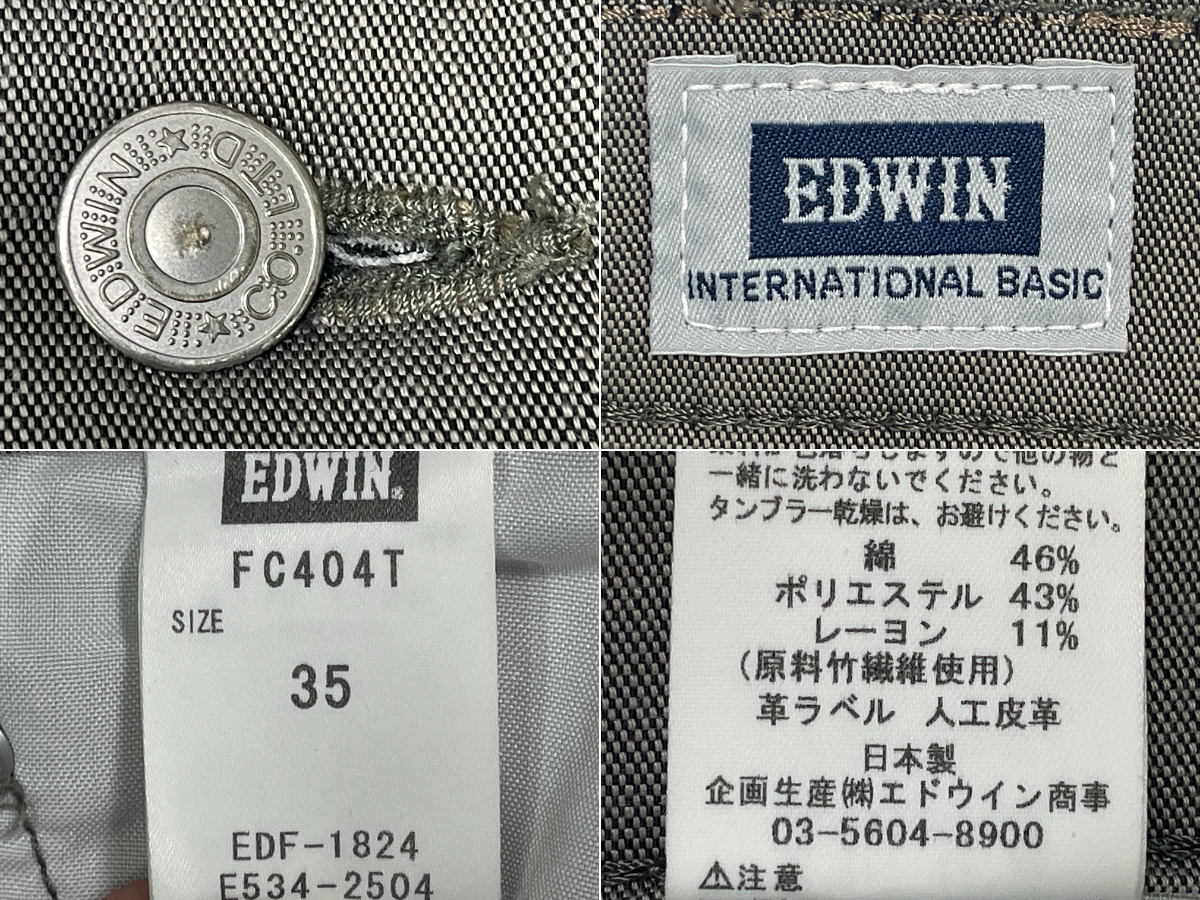 EDWIN ★ CO LTD ★
EDWIN
INTERNATIONAL BASIC
EDWIN®
FC404T
SIZE
35
EDF-1824
E534-2504
一緒に洗わないでください。
タンブラー乾燥は、お避けください。
綿 46%
ポリエステル 43%
レーヨン 11%
(原料竹繊維使用)
革ラベル 人工皮革
日本製
企画生産㈱エドウイン商事
03-5604-8900
⚠注意